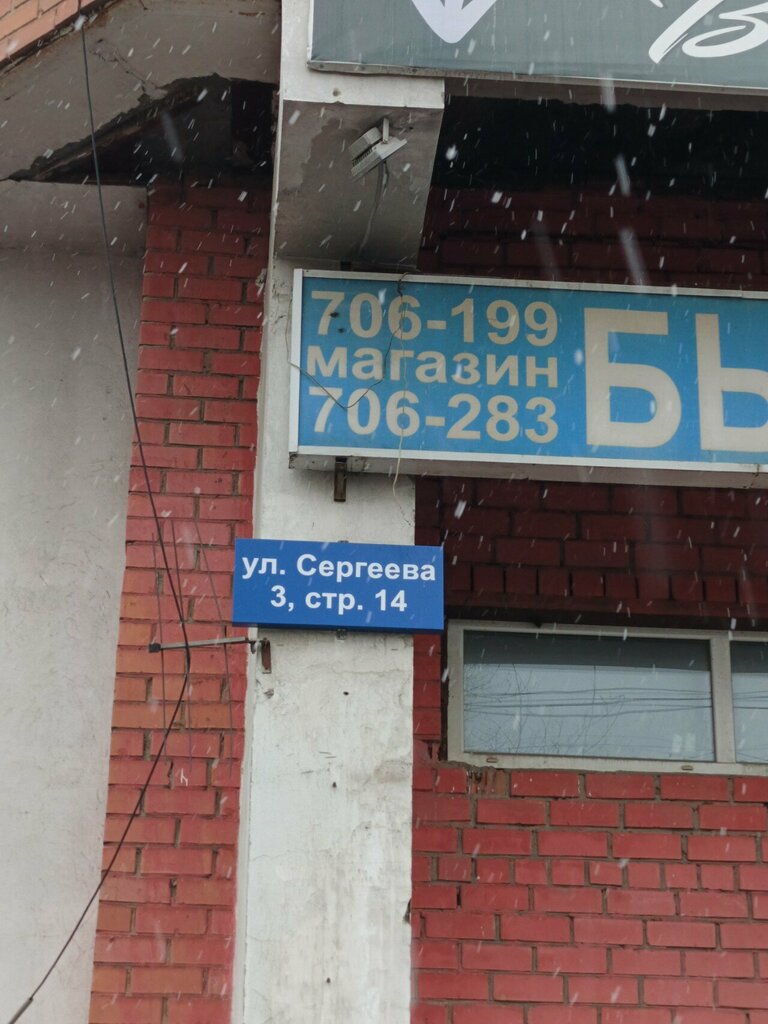 706-199
магазин
706-283
ул. Сергеева
3, стр. 14